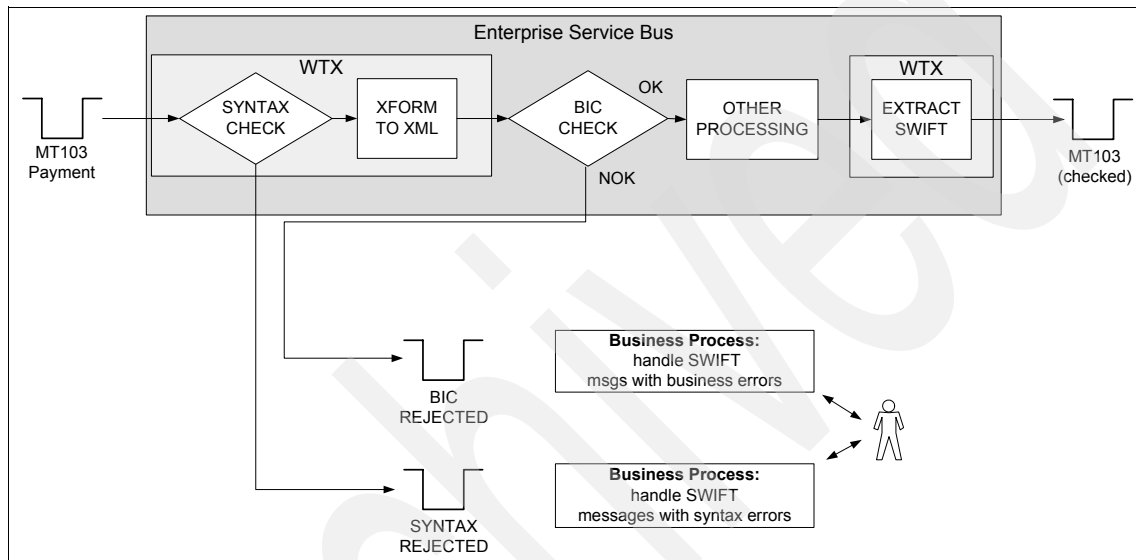 Enterprise Service Bus
WTX
WTX
SYNTAX
CHECK
XFORM
TO XML
BIC
CHECK
OK
NOK
OTHER
PROCESSING
EXTRACT
SWIFT
MT103
Payment
MT103
(checked)
BIC
REJECTED
Business Process:
handle SWIFT
msgs with business errors
SYNTAX
REJECTED
Business Process:
handle SWIFT
messages with syntax errors